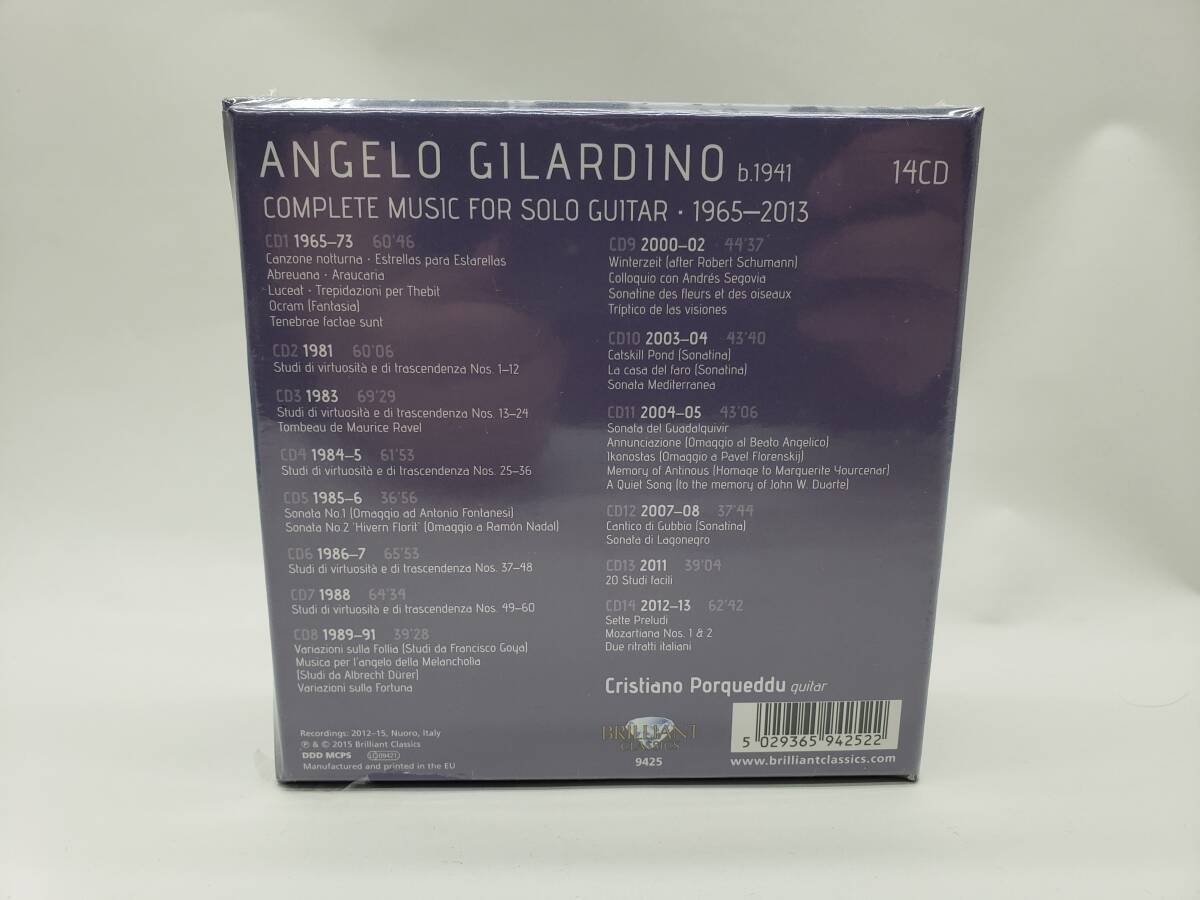 ANGELO GILARDINO b.1941 14CD
COMPLETE MUSIC FOR SOLO GUITAR · 1965–2013
CD1 1965–73 60'46
Canzone notturna · Estrellas para Estarellas
Abreuana · Araucaria
Luceat · Trepidazioni per Thebit
Ocram (Fantasia)
Tenebrae factae sunt
CD2 1981 60'06
Studi di virtuosità e di trascendenza Nos. 1–12
CD3 1983 69'29
Studi di virtuosità e di trascendenza Nos. 13–24
Tombeau de Maurice Ravel
CD4 1984–5 61'53
Studi di virtuosità e di trascendenza Nos. 25–36
CD5 1985–6 36'56
Sonata No.1 (Omaggio ad Antonio Fontanesi)
Sonata No.2 'Hivern Florit' (Omaggio a Ramón Nadal)
CD6 1986–7 65'53
Studi di virtuosità e di trascendenza Nos. 37–48
CD7 1988 64'34
Studi di virtuosità e di trascendenza Nos. 49–60
CD8 1989–91 39'28
Variazioni sulla Follia (Studi da Francisco Goya)
Musica per l'angelo della Melancholia
(Studi da Albrecht Dürer)
Variazioni sulla Fortuna
CD9 2000–02 44'37
Winterzeit (after Robert Schumann)
Colloquio con Andrés Segovia
Sonatine des fleurs et des oiseaux
Tríptico de las visiones
CD10 2003–04 43'40
Catskill Pond (Sonatina)
La casa del faro (Sonatina)
Sonata Mediterranea
CD11 2004–05 43'06
Sonata del Guadalquivir
Annunciazione (Omaggio al Beato Angelico)
Ikonostas (Omaggio a Pavel Florenskij)
Memory of Antinous (Homage to Marguerite Yourcenar)
A Quiet Song (to the memory of John W. Duarte)
CD12 2007–08 37'44
Cantico di Gubbio (Sonatina)
Sonata di Lagonegro
CD13 2011 39'04
20 Studi facili
CD14 2012–13 62'42
Sette Preludi
Mozartiana Nos. 1 & 2
Due ritratti italiani
Cristiano Porqueddu guitar
Recordings: 2012–15, Nuoro, Italy
℗ & © 2015 Brilliant Classics
DDD MCPS LC 09421
Manufactured and printed in the EU
BRILLIANT
CLASSICS
9425
5 029365 942522
www.brilliantclassics.com